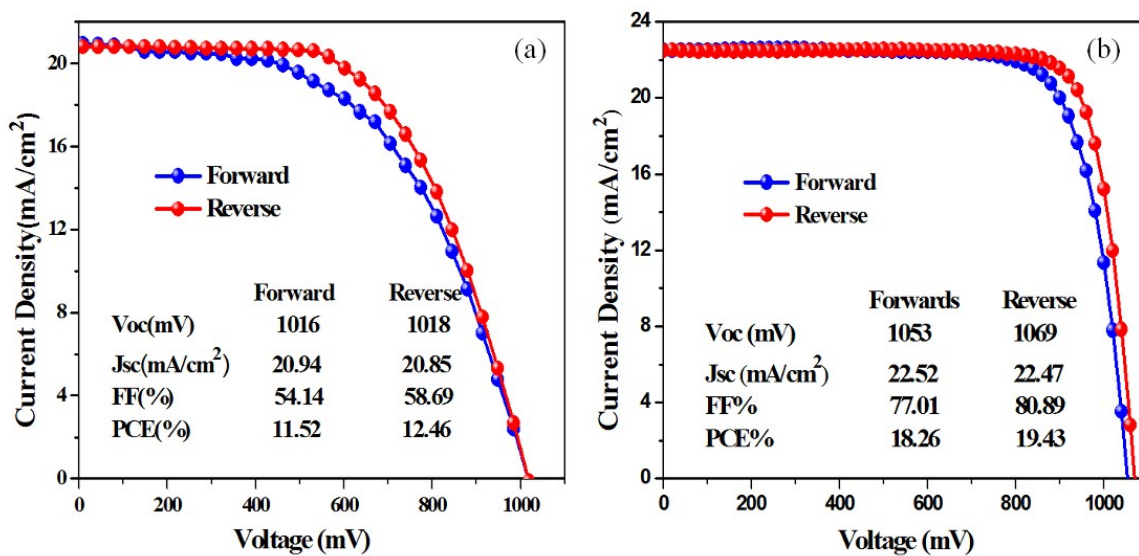 (a)
Current Density(mA/cm2)
20
16
12
8
4
0
Forward
Reverse
Forward Reverse
Voc(mV) 1016 1018
Jsc(mA/cm2) 20.94 20.85
FF(%) 54.14 58.69
PCE(%) 11.52 12.46
0 200 400 600 800 1000
Voltage (mV)
(b)
Current Density (mA/cm2)
24
20
16
12
8
4
0
Forward
Reverse
Forwards Reverse
Voc (mV) 1053 1069
Jsc (mA/cm2) 22.52 22.47
FF% 77.01 80.89
PCE% 18.26 19.43
0 200 400 600 800 1000
Voltage (mV)